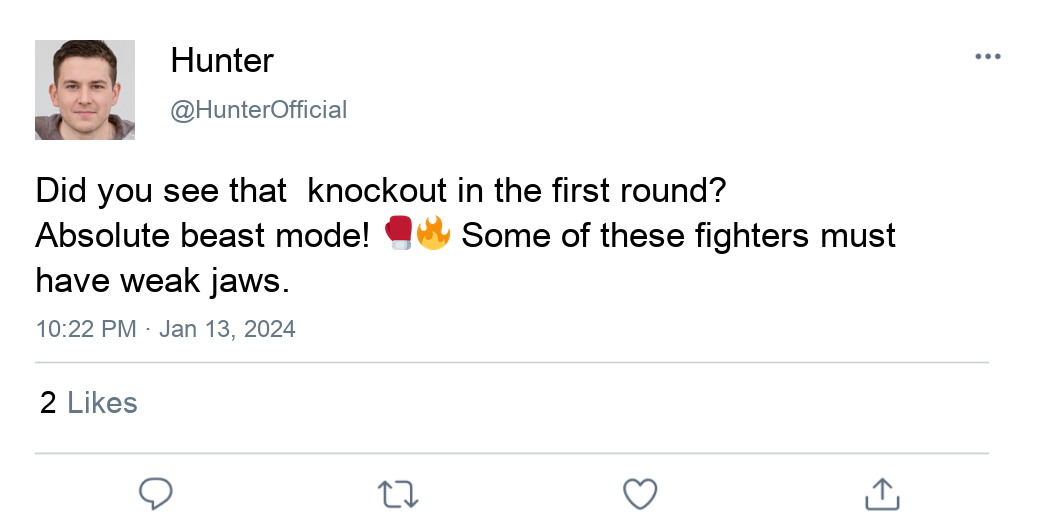 Hunter
@HunterOfficial
Did you see that  knockout in the first round?
Absolute beast mode! 🥊🔥 Some of these fighters must
have weak jaws.
10:22 PM · Jan 13, 2024
2 Likes